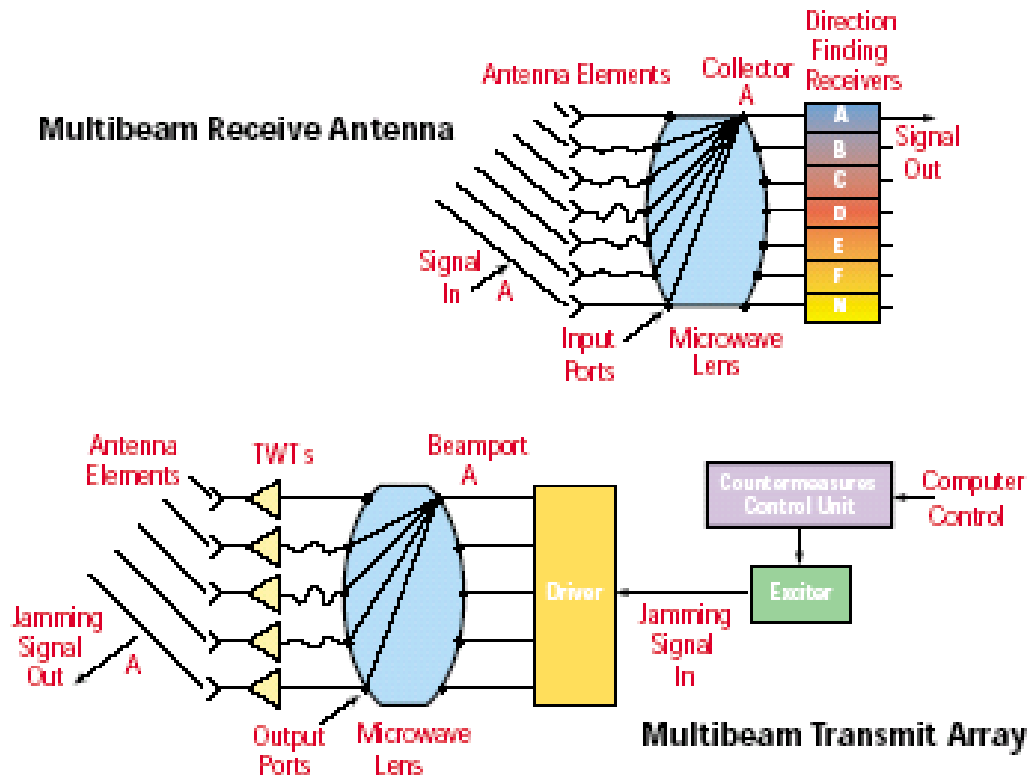 Direction
Finding
Receivers
Antenna Elements
Collector
A
Multibeam Receive Antenna
A
B
C
D
E
F
N
Signal
Out
Signal
In
A
Input
Ports
Microwave
Lens
Antenna
Elements
TWTs
Beamport
A
Countermeasures
Control Unit
Computer
Control
Driver
Exciter
Jamming
Signal
In
Jamming
Signal
Out
A
Output
Ports
Microwave
Lens
Multibeam Transmit Array